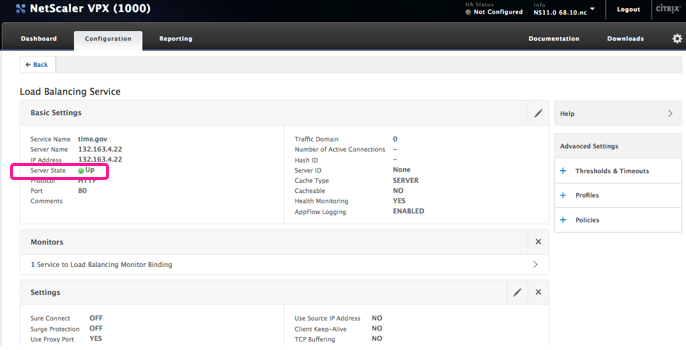 NetScaler VPX (1000)
HA Status
Not Configured
Info
NS11.0 68.10.nc
Logout
CITRIX
Dashboard
Configuration
Reporting
Documentation
Downloads
Back
Load Balancing Service
Basic Settings
Service Name time.gov
Server Name 132.163.4.22
IP Address 132.163.4.22
Server State Up
Protocol HTTP
Port 80
Comments
Traffic Domain 0
Number of Active Connections –
Hash ID –
Server ID None
Cache Type SERVER
Cacheable NO
Health Monitoring YES
AppFlow Logging ENABLED
Help
Advanced Settings
+ Thresholds & Timeouts
+ Profiles
+ Policies
Monitors
1 Service to Load Balancing Monitor Binding
Settings
Sure Connect OFF
Surge Protection OFF
Use Proxy Port YES
Use Source IP Address NO
Client Keep-Alive NO
TCP Buffering NO